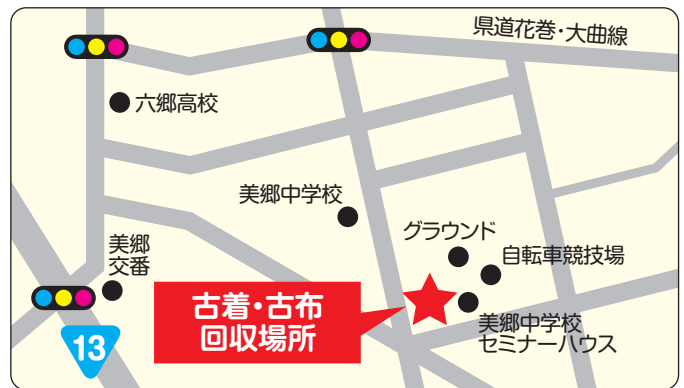 県道花巻・大曲線
六郷高校
美郷中学校
グラウンド
自転車競技場
美郷
交番
古着・古布
回収場所
美郷中学校
セミナーハウス
13